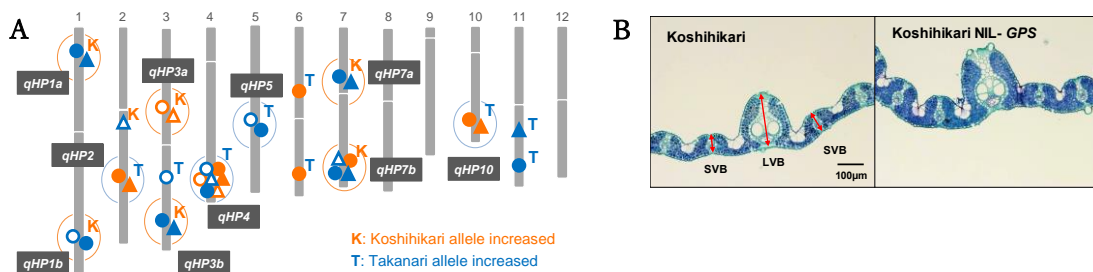 A
1 2 3 4 5 6 7 8 9 10 11 12
K
qHP1a
K
qHP2
T
K
qHP1b
qHP3a
K
T
K
qHP3b
T
qHP4
qHP5
T
T
T
K
qHP7a
K
qHP7b
T
qHP10
T
T
K: Koshihikari allele increased
T: Takanari allele increased
B
Koshihikari
SVB
LVB
SVB
100μm
Koshihikari NIL- GPS